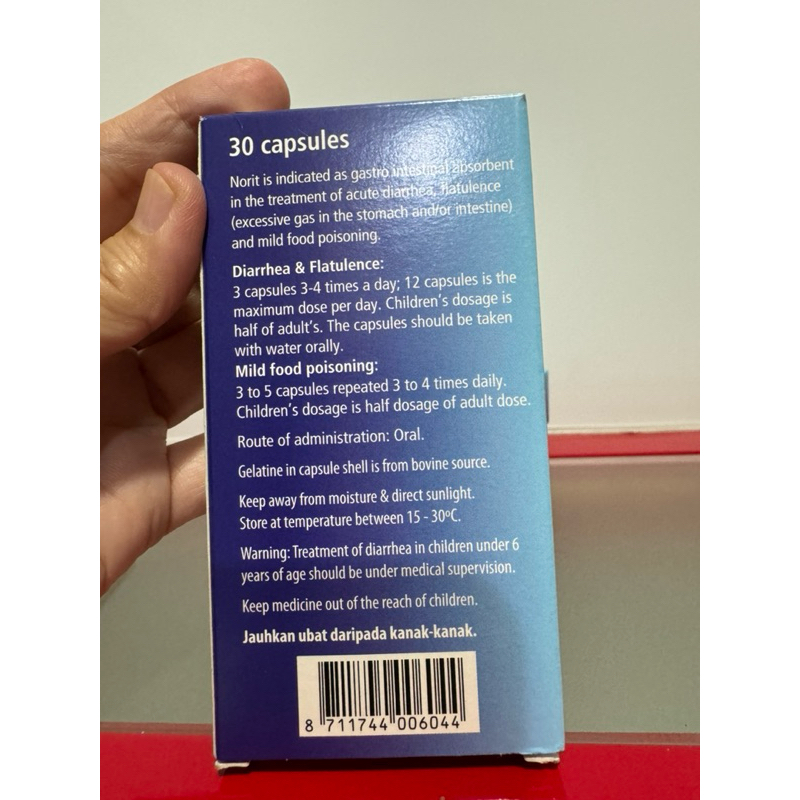 30 capsules
Norit is indicated as gastro intestinal absorbent
in the treatment of acute diarrhea, flatulence
(excessive gas in the stomach and/or intestine)
and mild food poisoning.
Diarrhea & Flatulence:
3 capsules 3-4 times a day; 12 capsules is the
maximum dose per day. Children's dosage is
half of adult's. The capsules should be taken
with water orally.
Mild food poisoning:
3 to 5 capsules repeated 3 to 4 times daily.
Children's dosage is half dosage of adult dose.
Route of administration: Oral.
Gelatine in capsule shell is from bovine source.
Keep away from moisture & direct sunlight.
Store at temperature between 15 - 30ºC.
Warning: Treatment of diarrhea in children under 6
years of age should be under medical supervision.
Keep medicine out of the reach of children.
Jauhkan ubat daripada kanak-kanak.
8 711744 006044